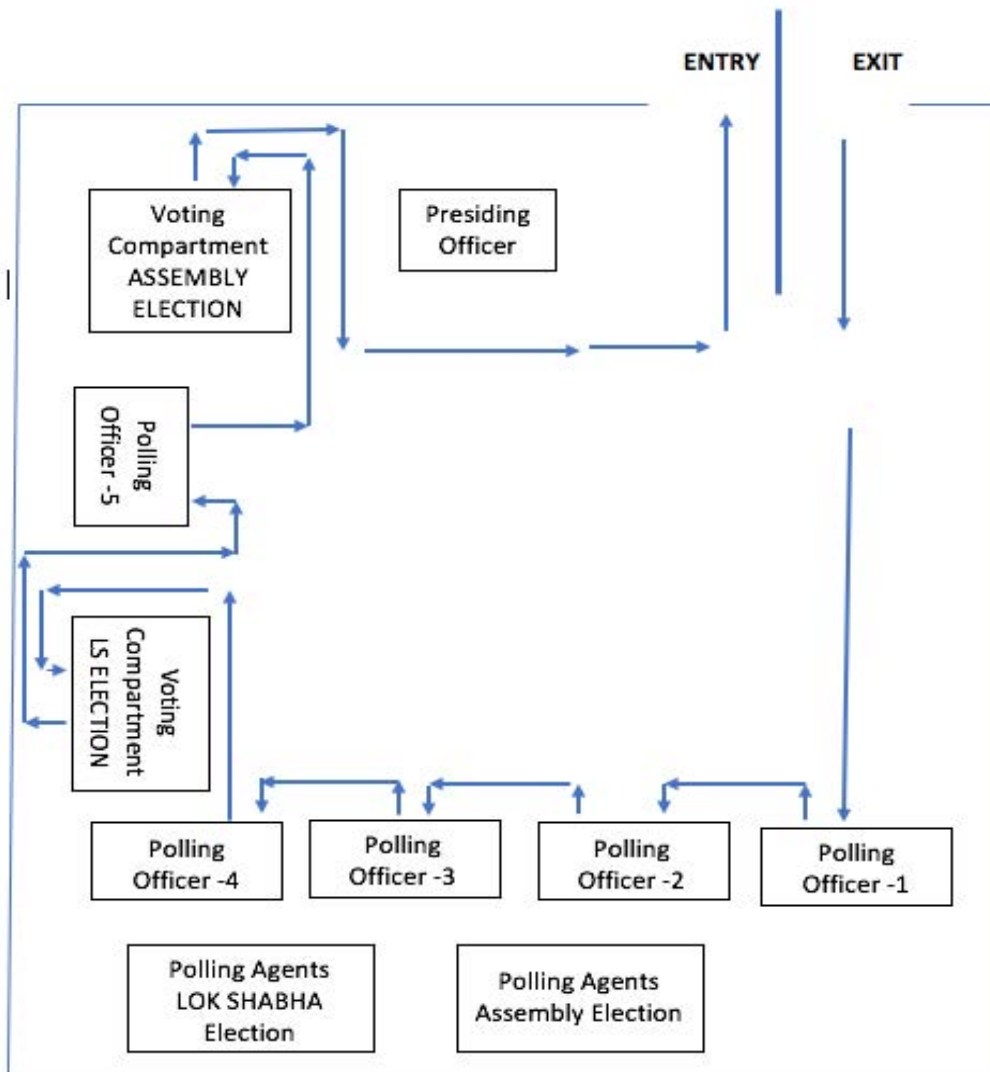 ENTRY
EXIT
Voting
Compartment
ASSEMBLY
ELECTION
Presiding
Officer
Polling
Officer -5
Voting
Compartment
LS ELECTION
Polling
Officer -4
Polling
Officer -3
Polling
Officer -2
Polling
Officer -1
Polling Agents
LOK SHABHA
Election
Polling Agents
Assembly Election